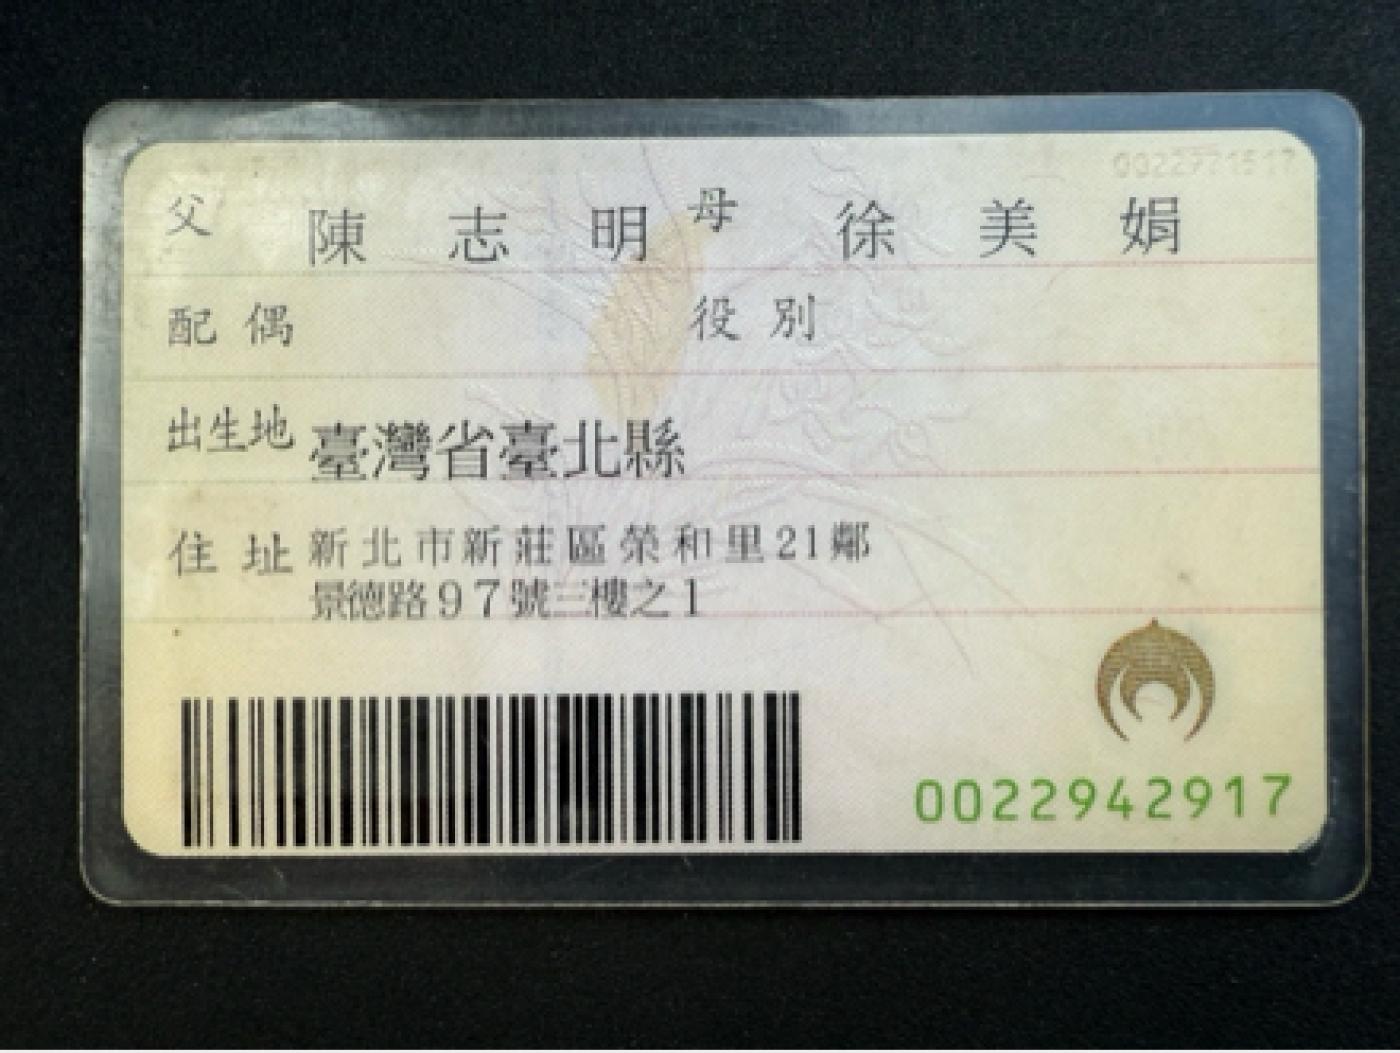 父 陳志明 母 徐美娟
配偶 役別
出生地 臺灣省臺北縣
住址 新北市新莊區榮和里21鄰
景德路97號三樓之1
0022942917